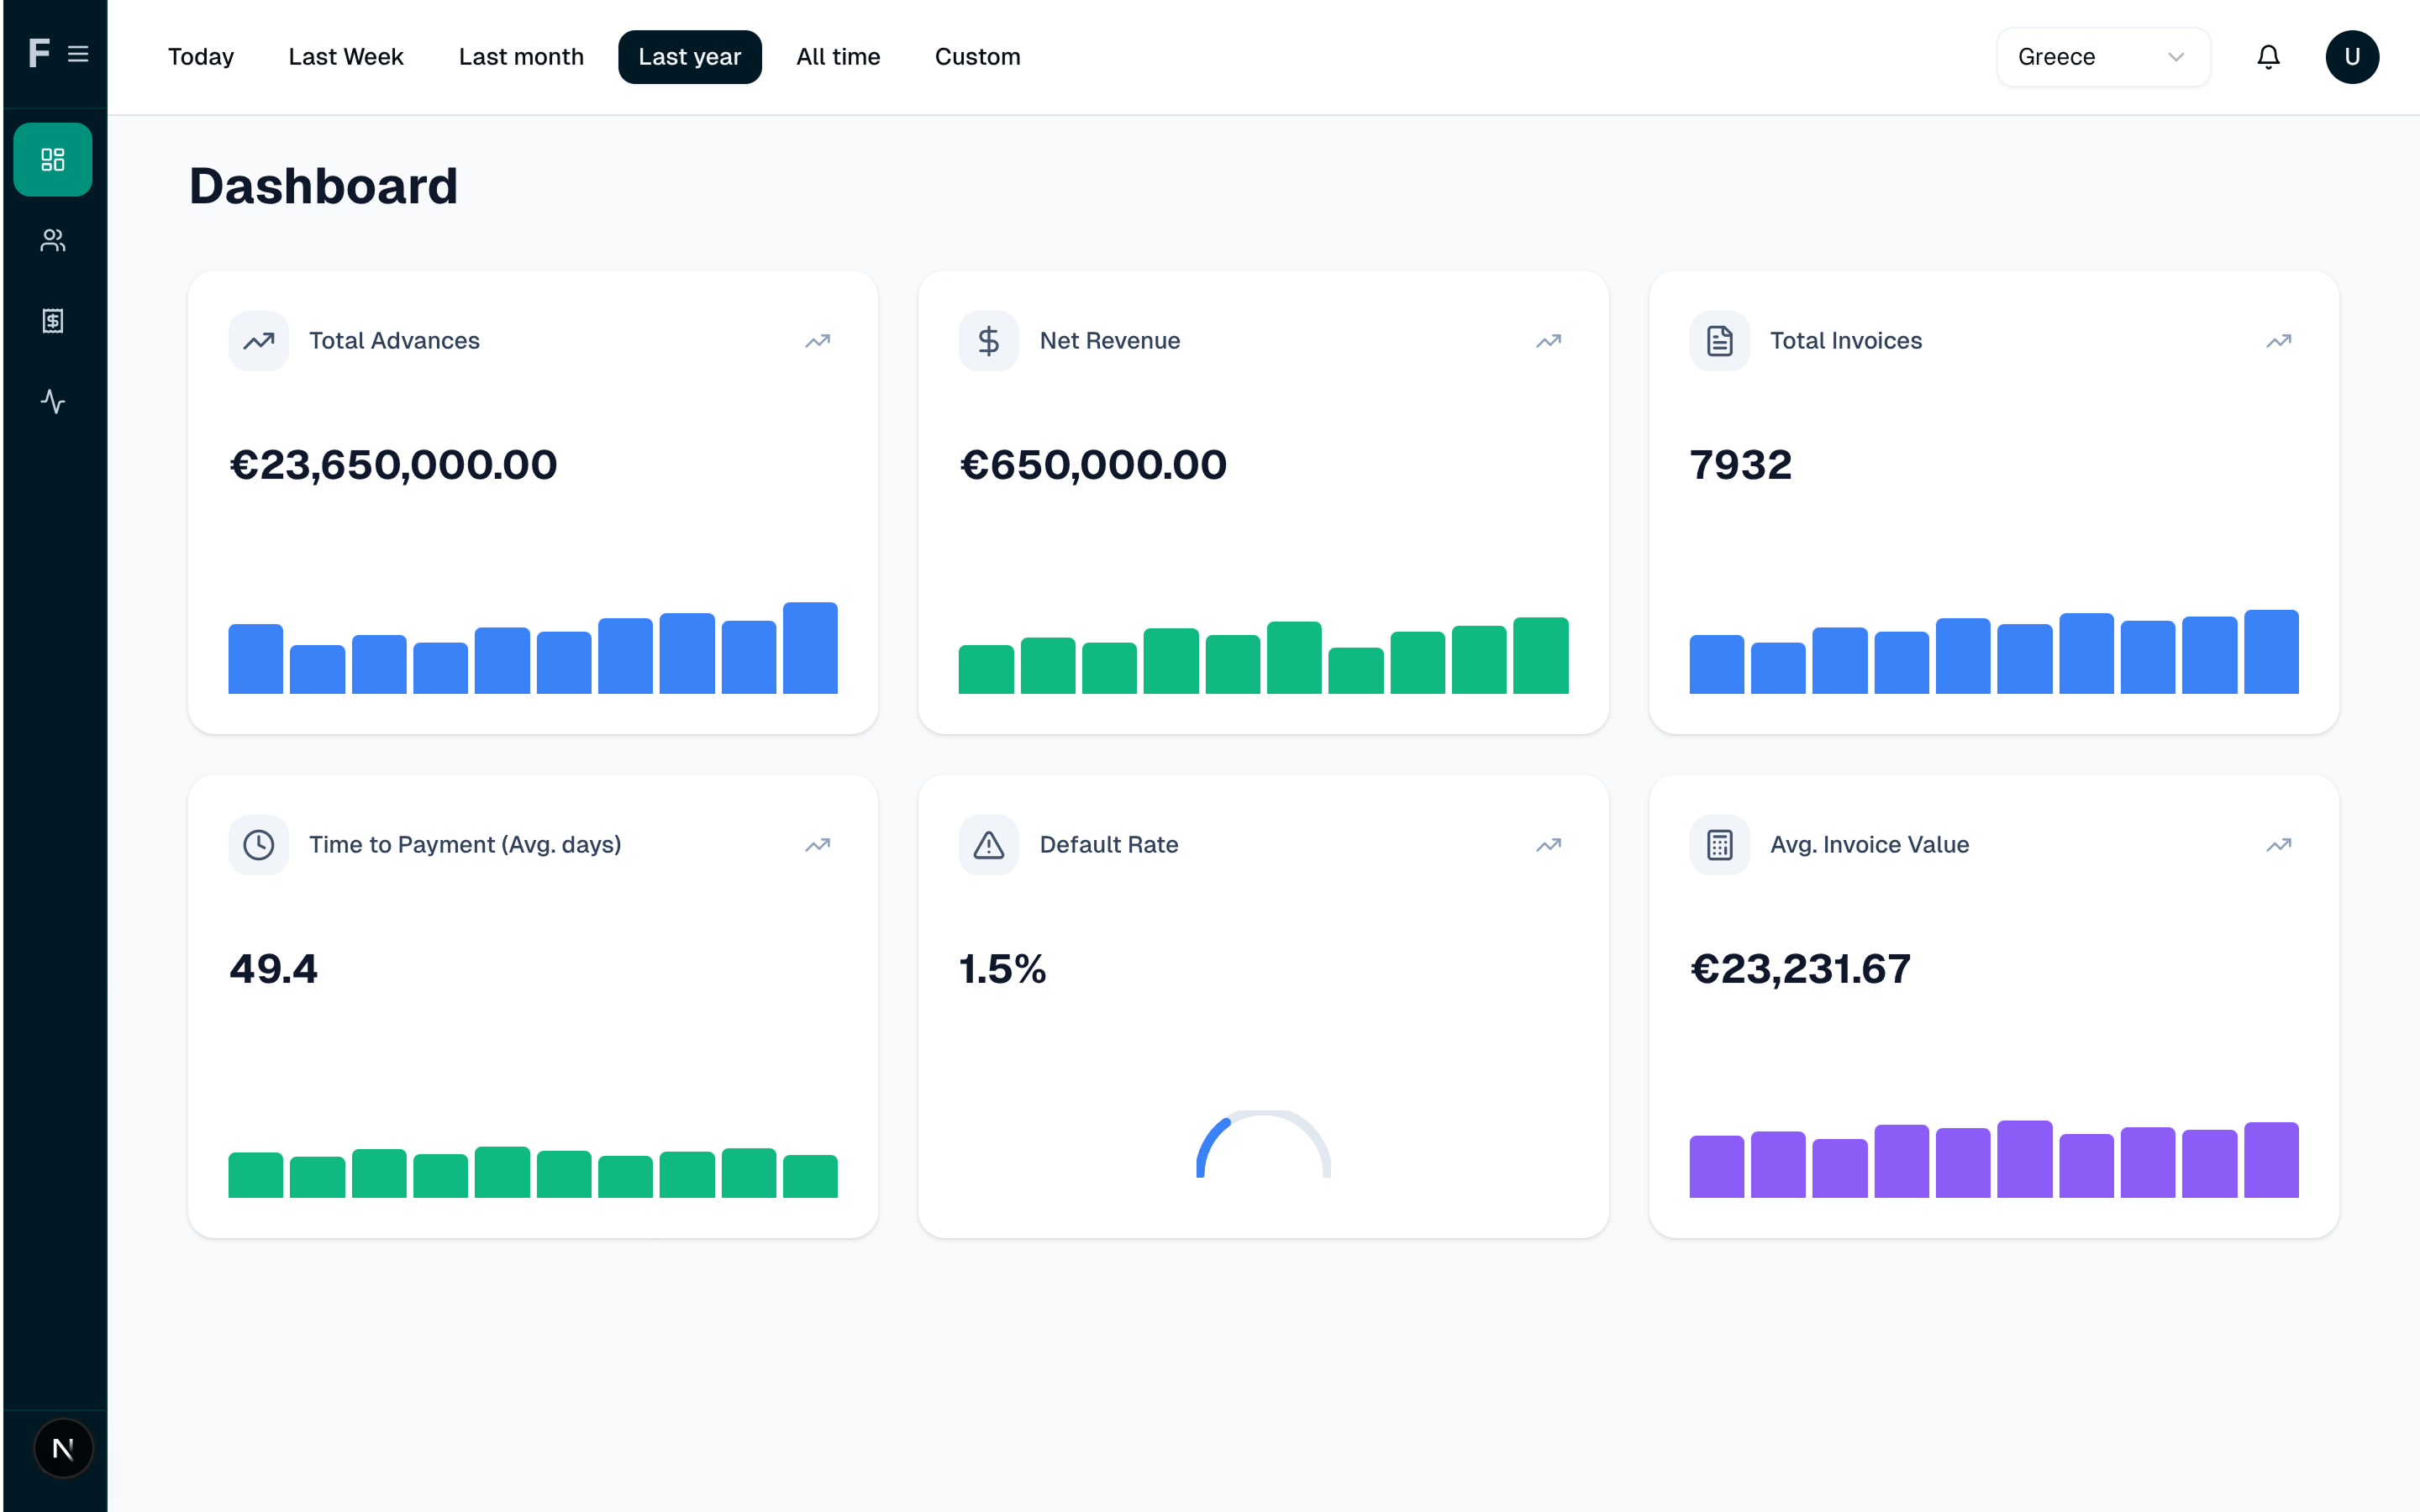 F
Today Last Week Last month Last year All time Custom Greece U
Dashboard
Total Advances Net Revenue Total Invoices
€23,650,000.00 €650,000.00 7932
Time to Payment (Avg. days) Default Rate Avg. Invoice Value
49.4 1.5% €23,231.67
N